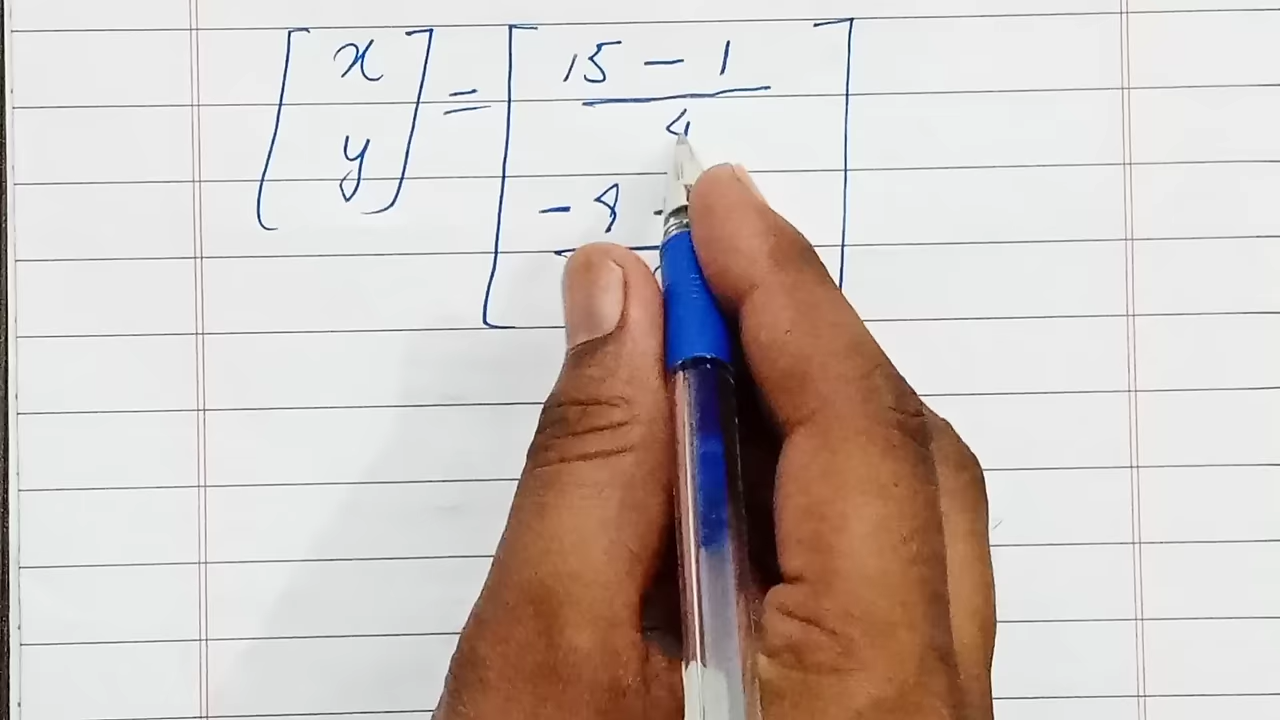 [x] = [15 - 1
4
y
- 8 -